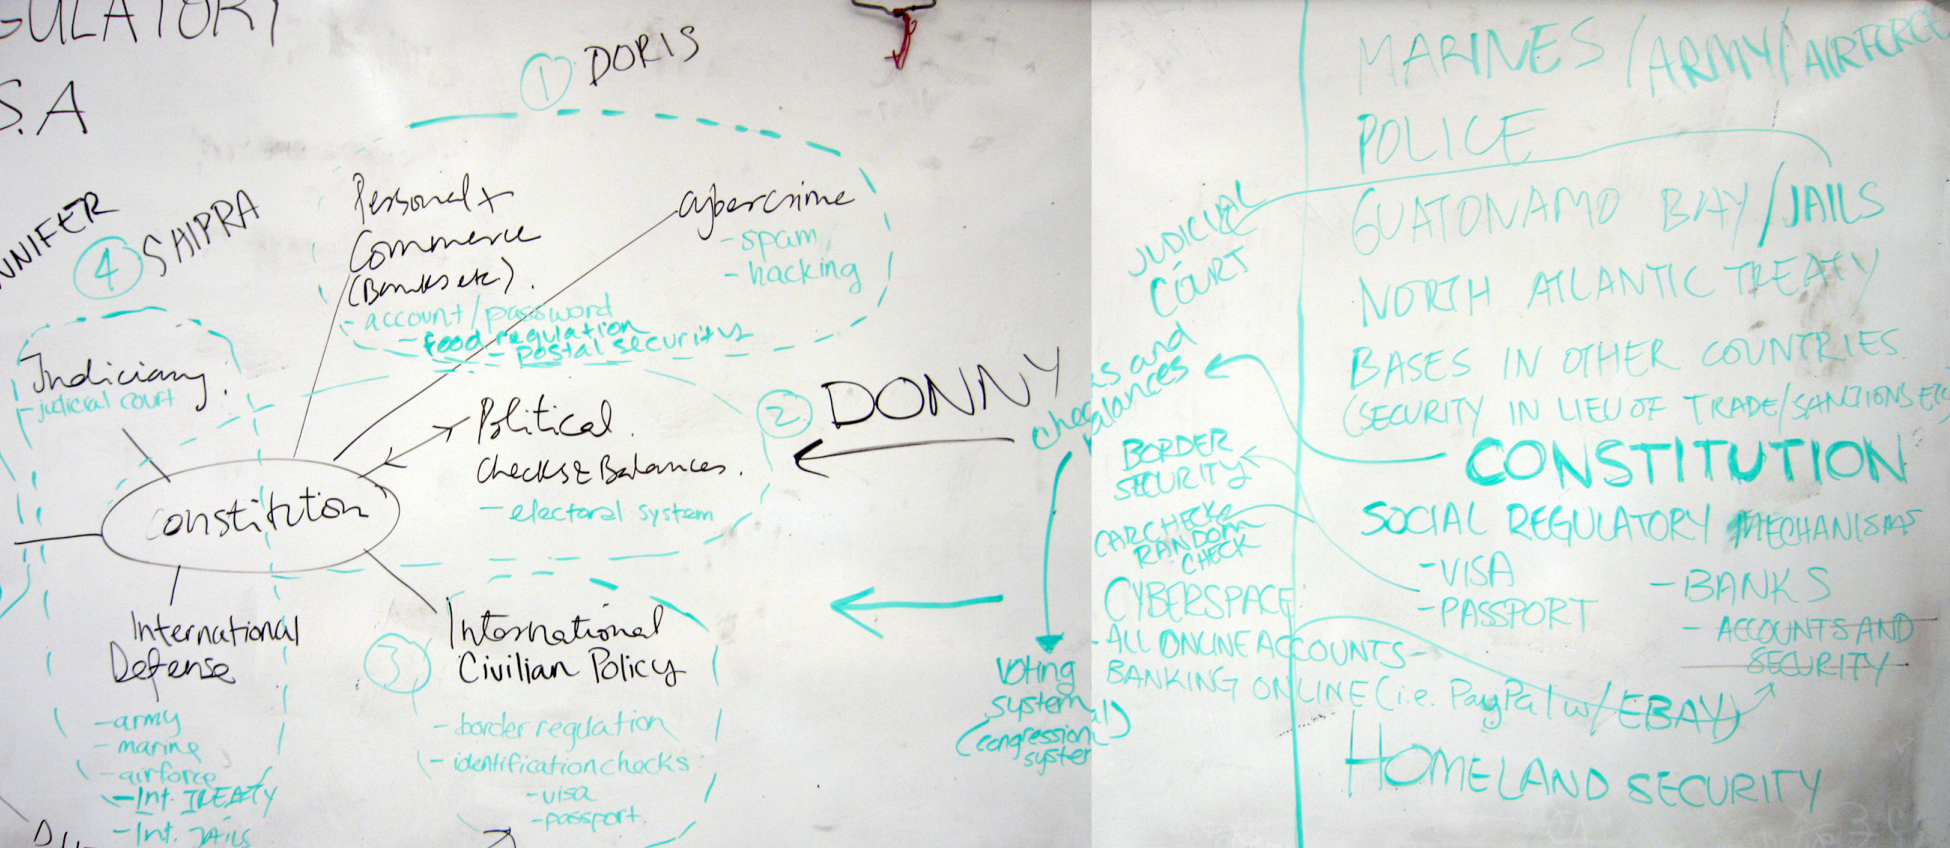 GULATORY
S.A
① DORIS
NNIFER
④ SHIPRA
Personal +
Commerce
(Banks etc).
- account/password
- food regulation
- postal security
cybercrime
- spam,
- hacking
Judiciary.
- judicial court
Political
Checks & Balances.
- electoral system
② DONNY
Constitution
International
Defense
- army
- marine
- airforce
- Int. TREATY
- Int. JAILS
③ International
Civilian Policy
- border regulation
- identification checks
- visa
- passport.
checks and
balances
Voting
system
(congressional)
system
JUDICIAL
COURT
BORDER
SECURITY
CAR CHECKS
RANDOM
CHECK
CYBERSPACE:
- ALL ONLINE ACCOUNTS-
BANKING ONLINE (i.e. PayPal w/ EBAY)
MARINES / ARMY / AIRFORCE
POLICE
GUATONAMO BAY / JAILS
NORTH ATLANTIC TREATY
BASES IN OTHER COUNTRIES
(SECURITY IN LIEU OF TRADE/SANCTIONS ETC
CONSTITUTION
SOCIAL REGULATORY MECHANISMS
- VISA
- PASSPORT
- BANKS
- ACCOUNTS AND
SECURITY
HOMELAND SECURITY